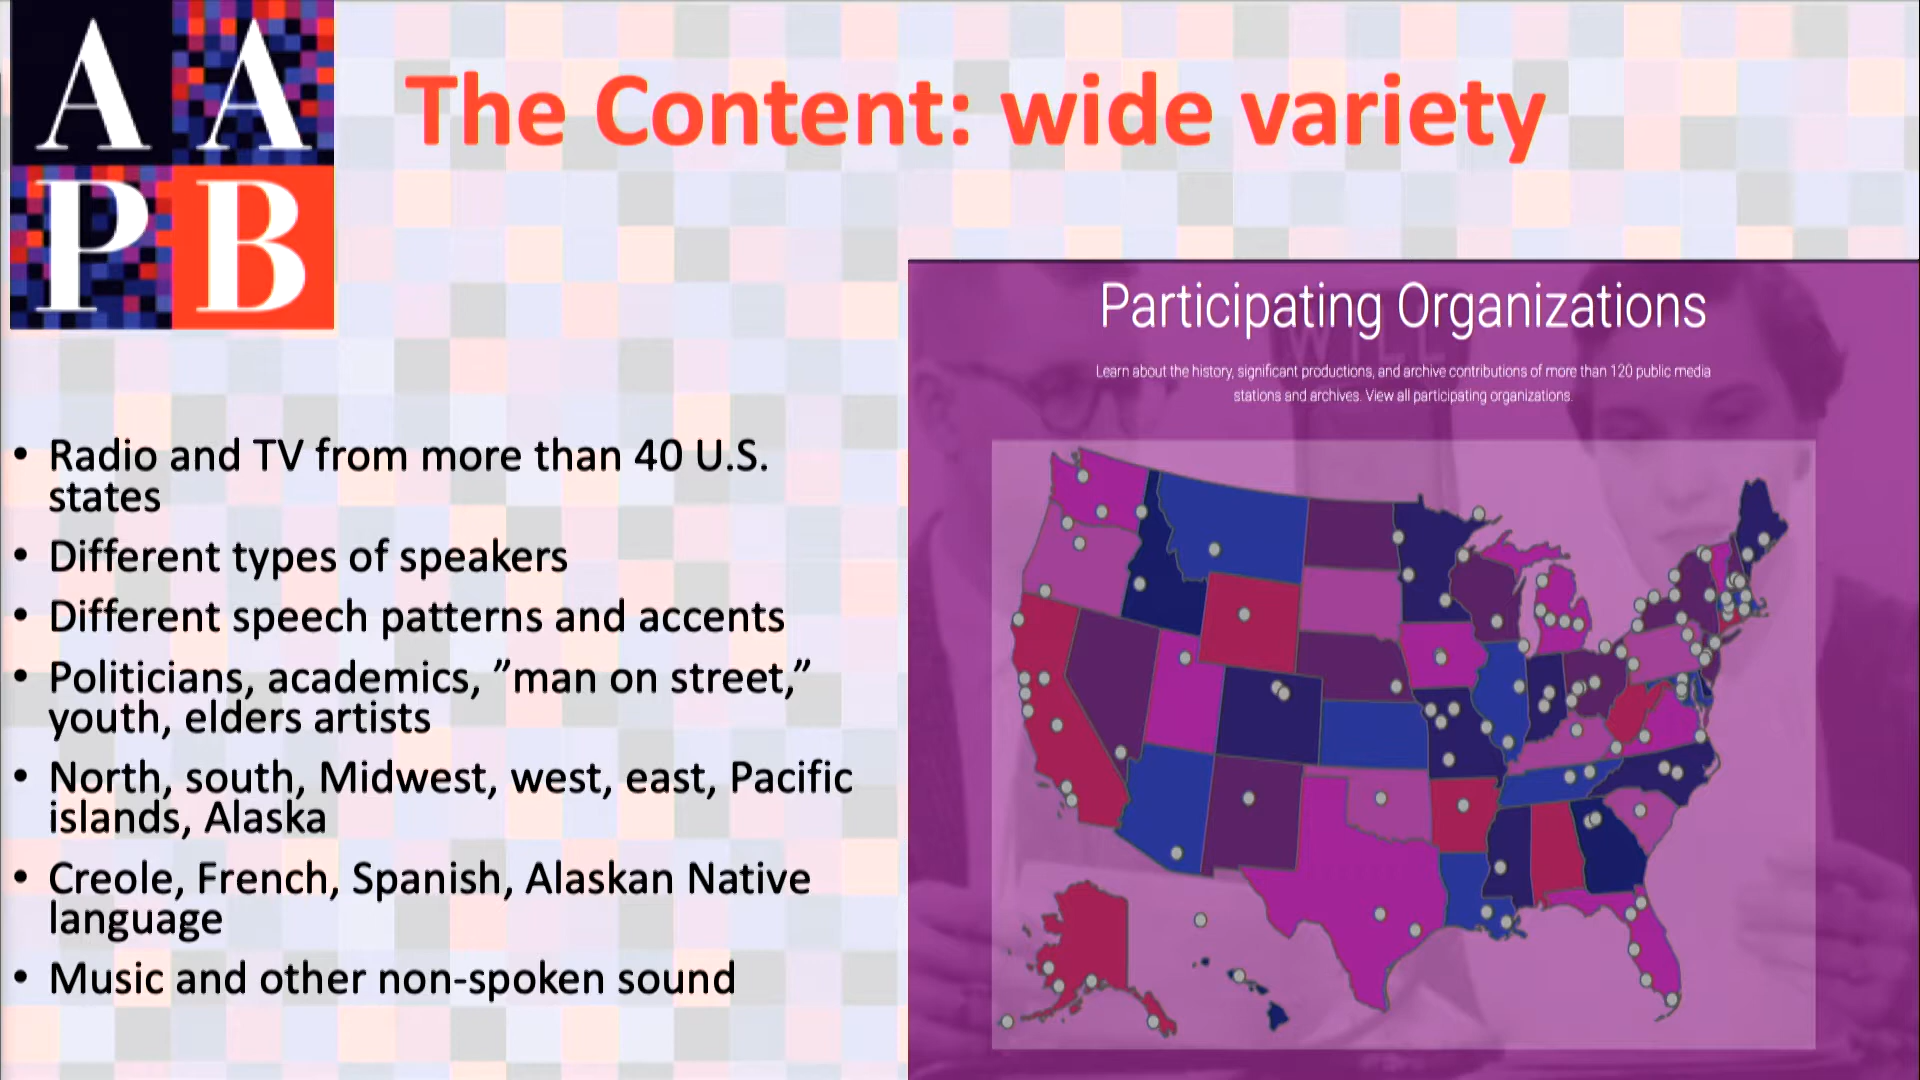 A A
P B
The Content: wide variety
• Radio and TV from more than 40 U.S.
states
• Different types of speakers
• Different speech patterns and accents
• Politicians, academics, ”man on street,”
youth, elders artists
• North, south, Midwest, west, east, Pacific
islands, Alaska
• Creole, French, Spanish, Alaskan Native
language
• Music and other non-spoken sound
Participating Organizations
WILL
Learn about the history, significant productions, and archive contributions of more than 120 public media
stations and archives. View all participating organizations.